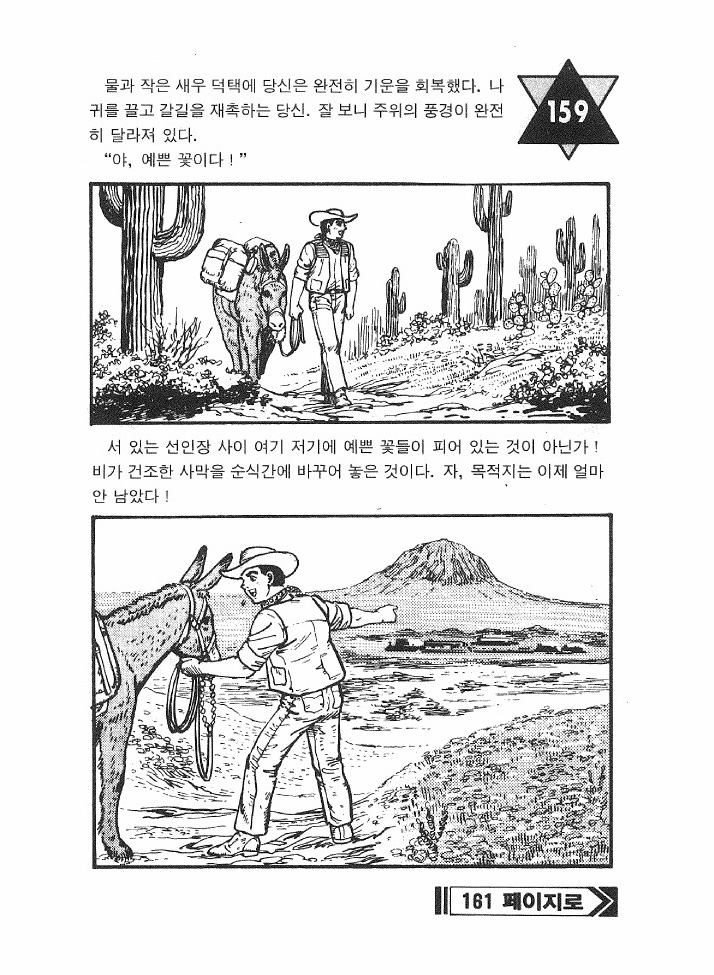 159
물과 작은 새우 덕택에 당신은 완전히 기운을 회복했다. 나
귀를 끌고 갈길을 재촉하는 당신. 잘 보니 주위의 풍경이 완전
히 달라져 있다.
“야, 예쁜 꽃이다!”
서 있는 선인장 사이 여기 저기에 예쁜 꽃들이 피어 있는 것이 아닌가!
비가 건조한 사막을 순식간에 바꾸어 놓은 것이다. 자, 목적지는 이제 얼마
안 남았다!
161 페이지로